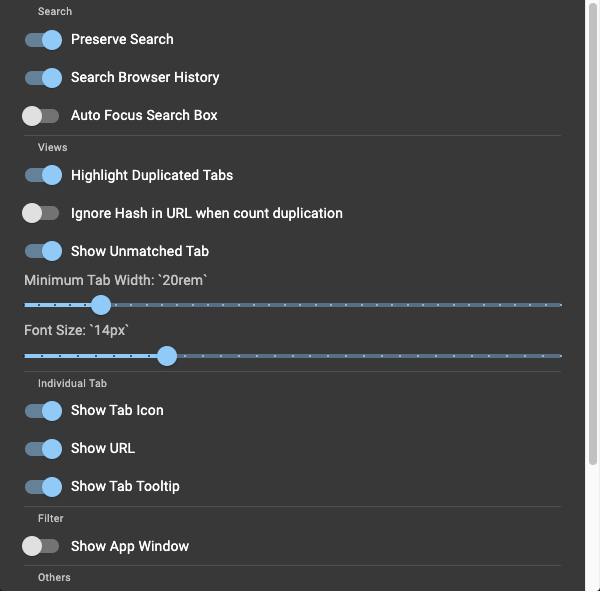 Search
Preserve Search
Search Browser History
Auto Focus Search Box
Views
Highlight Duplicated Tabs
Ignore Hash in URL when count duplication
Show Unmatched Tab
Minimum Tab Width: `20rem`
Font Size: `14px`
Individual Tab
Show Tab Icon
Show URL
Show Tab Tooltip
Filter
Show App Window
Others